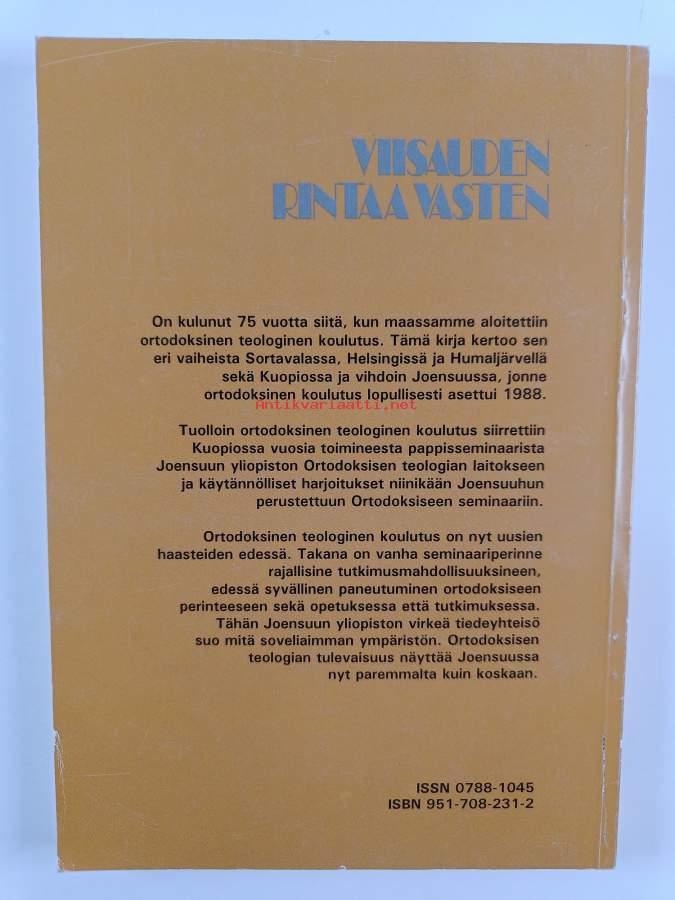 VIISAUDEN
RINTAA VASTEN
On kulunut 75 vuotta siitä, kun maassamme aloitettiin
ortodoksinen teologinen koulutus. Tämä kirja kertoo sen
eri vaiheista Sortavalassa, Helsingissä ja Humaljärvellä
sekä Kuopiossa ja vihdoin Joensuussa, jonne
ortodoksinen koulutus lopullisesti asettui 1988.
Antikvariaatti.net
Tuolloin ortodoksinen teologinen koulutus siirrettiin
Kuopiossa vuosia toimineesta pappisseminaarista
Joensuun yliopiston Ortodoksisen teologian laitokseen
ja käytännölliset harjoitukset niinikään Joensuuhun
perustettuun Ortodoksiseen seminaariin.
Ortodoksinen teologinen koulutus on nyt uusien
haasteiden edessä. Takana on vanha seminaariperinne
rajallisine tutkimusmahdollisuuksineen,
edessä syvällinen paneutuminen ortodoksiseen
perinteeseen sekä opetuksessa että tutkimuksessa.
Tähän Joensuun yliopiston virkeä tiedeyhteisö
suo mitä soveliaimman ympäristön. Ortodoksisen
teologian tulevaisuus näyttää Joensuussa
nyt paremmalta kuin koskaan.
ISSN 0788-1045
ISBN 951-708-231-2